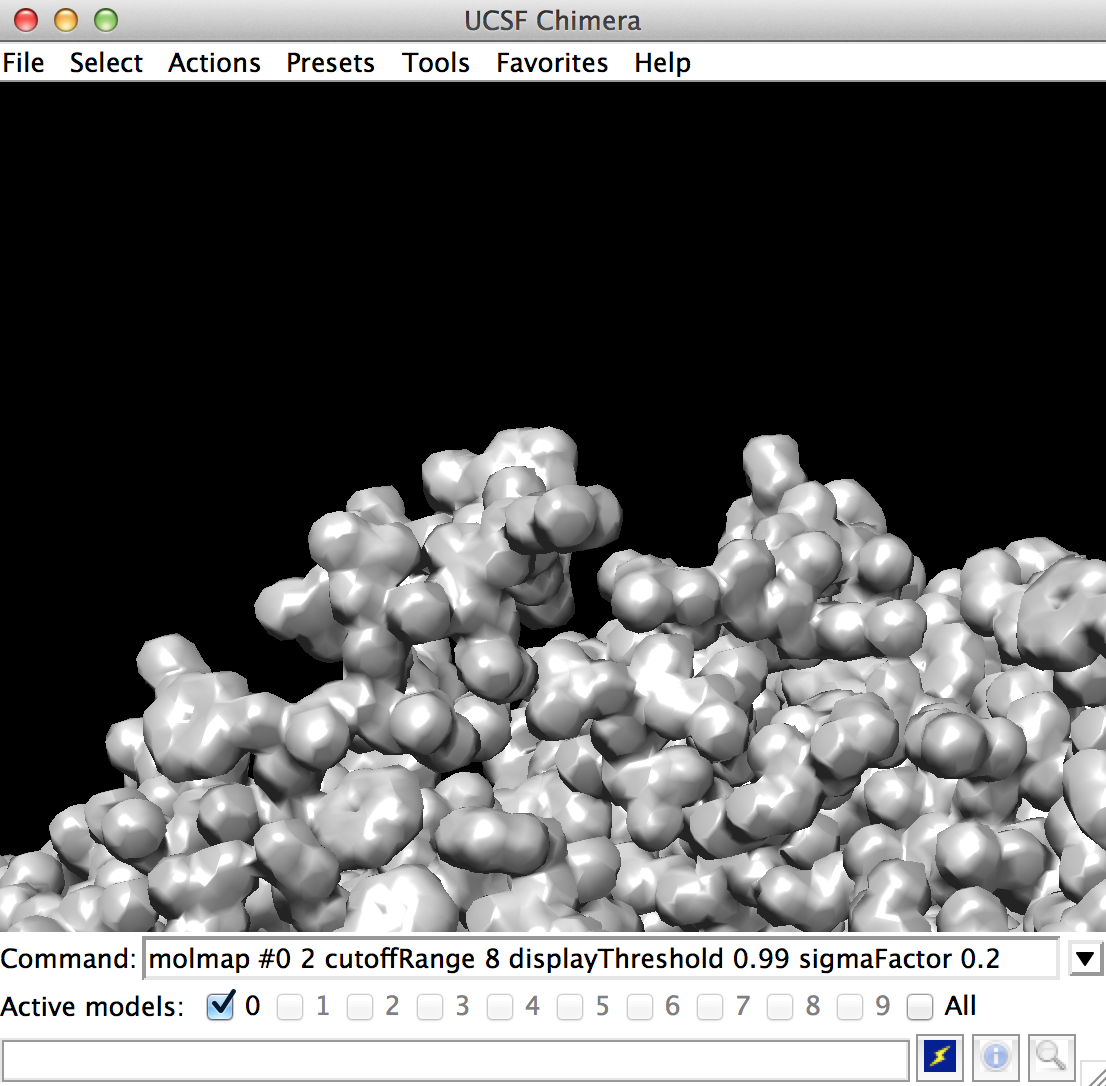 UCSF Chimera
File Select Actions Presets Tools Favorites Help
Command: molmap #0 2 cutoffRange 8 displayThreshold 0.99 sigmaFactor 0.2
Active models: 0 1 2 3 4 5 6 7 8 9 All